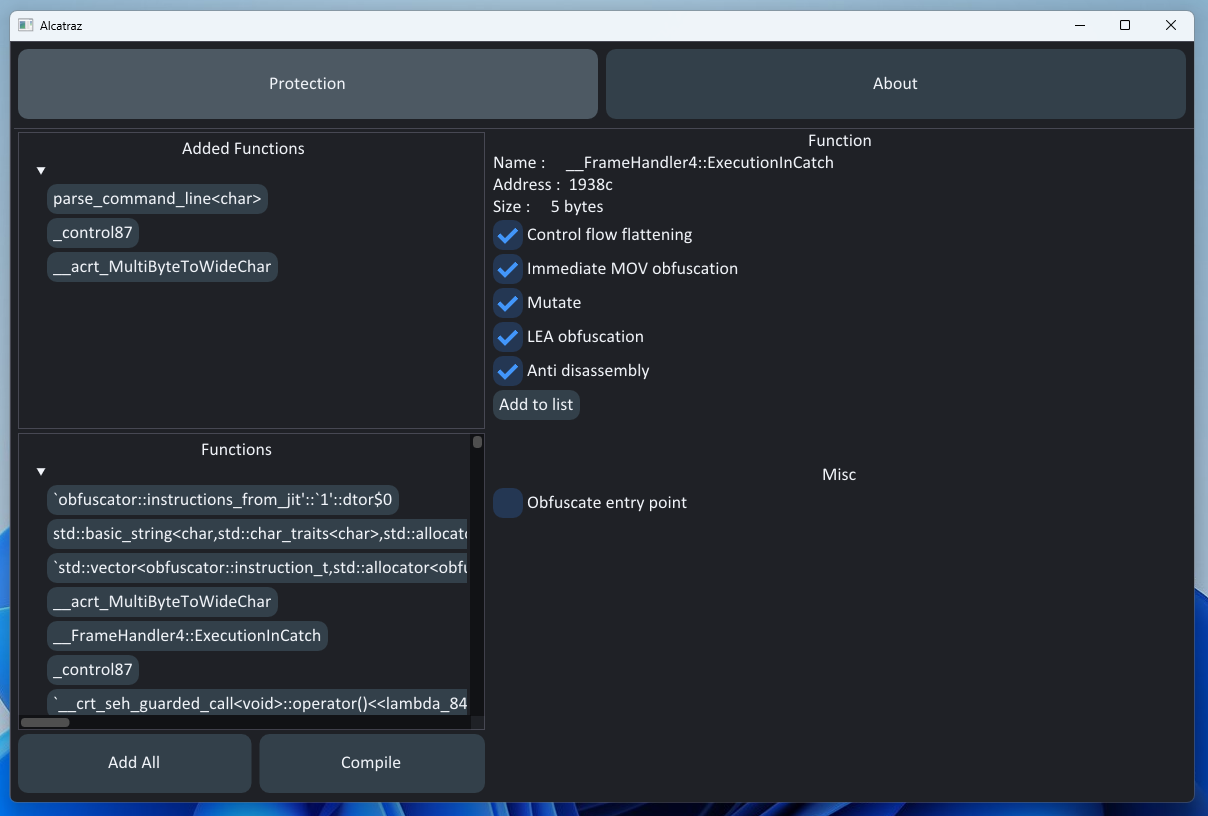 Alcatraz
Protection
About
Added Functions
parse_command_line<char>
_control87
__acrt_MultiByteToWideChar
Functions
`obfuscator::instructions_from_jit'::`1'::dtor$0
std::basic_string<char,std::char_traits<char>,std::allocato
`std::vector<obfuscator::instruction_t,std::allocator<obfu
__acrt_MultiByteToWideChar
__FrameHandler4::ExecutionInCatch
_control87
`__crt_seh_guarded_call<void>::operator()<<lambda_84
Add All
Compile
Function
Name : __FrameHandler4::ExecutionInCatch
Address : 1938c
Size : 5 bytes
Control flow flattening
Immediate MOV obfuscation
Mutate
LEA obfuscation
Anti disassembly
Add to list
Misc
Obfuscate entry point